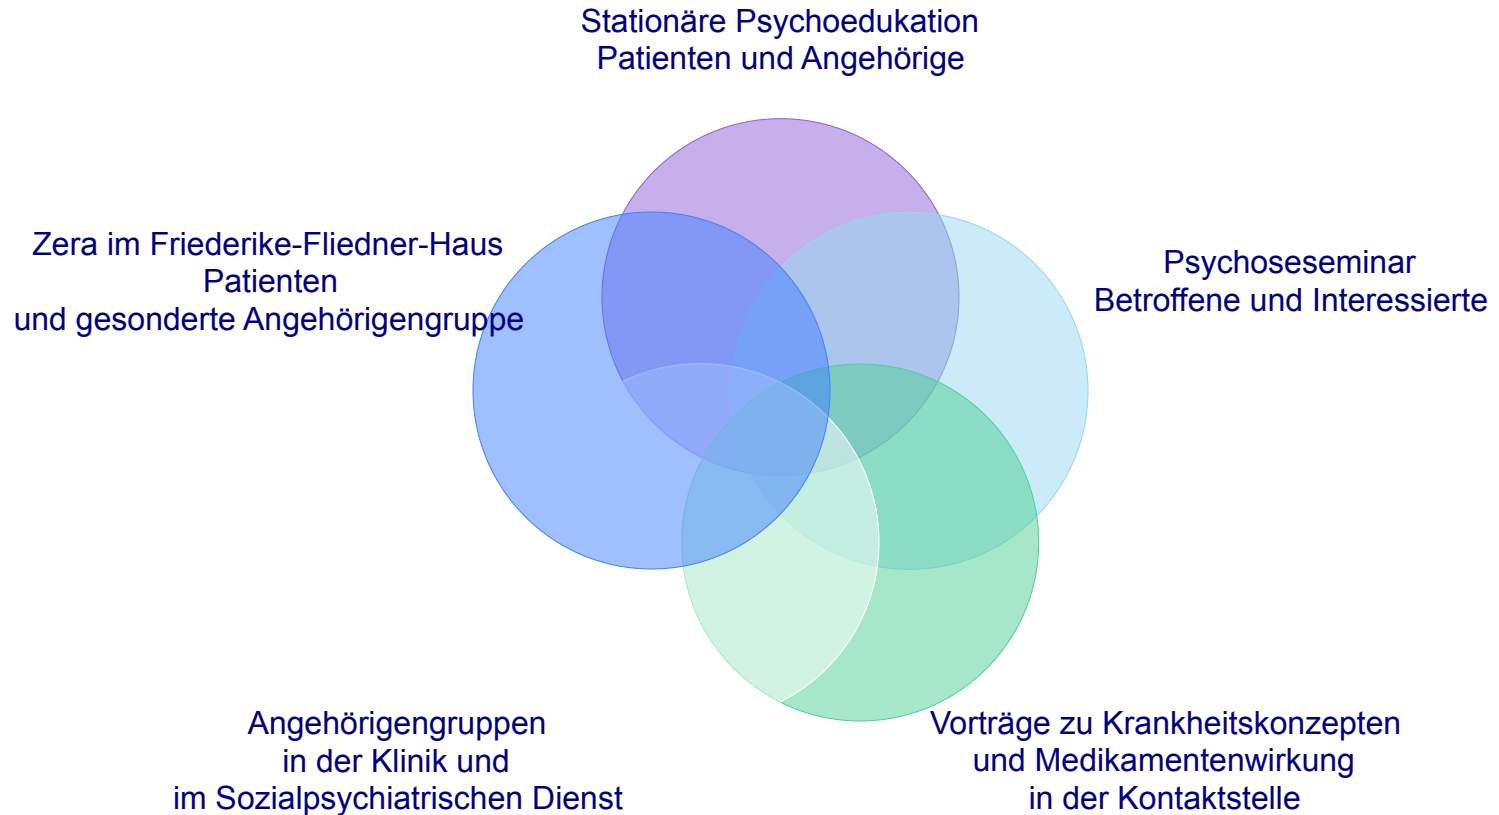 Stationäre Psychoedukation
Patienten und Angehörige
Zera im Friederike-Fliedner-Haus
Patienten
und gesonderte Angehörigengruppe
Psychoseseminar
Betroffene und Interessierte
Angehörigengruppen
in der Klinik und
im Sozialpsychiatrischen Dienst
Vorträge zu Krankheitskonzepten
und Medikamentenwirkung
in der Kontaktstelle